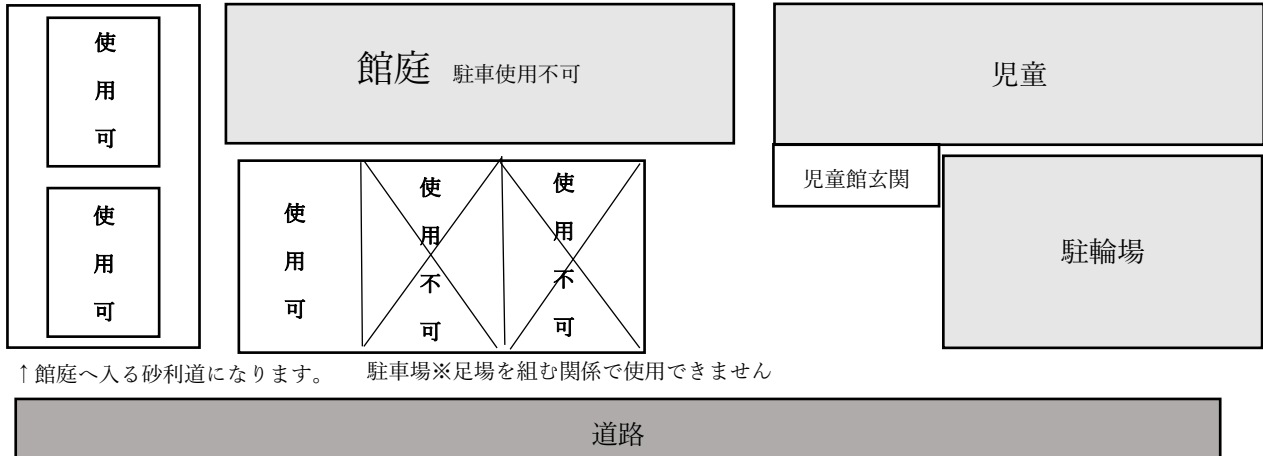 使用可
使用可
館庭 駐車使用不可
使用可
使用不可
使用不可
児童
児童館玄関
駐輪場
↑館庭へ入る砂利道になります。
駐車場※足場を組む関係で使用できません
道路